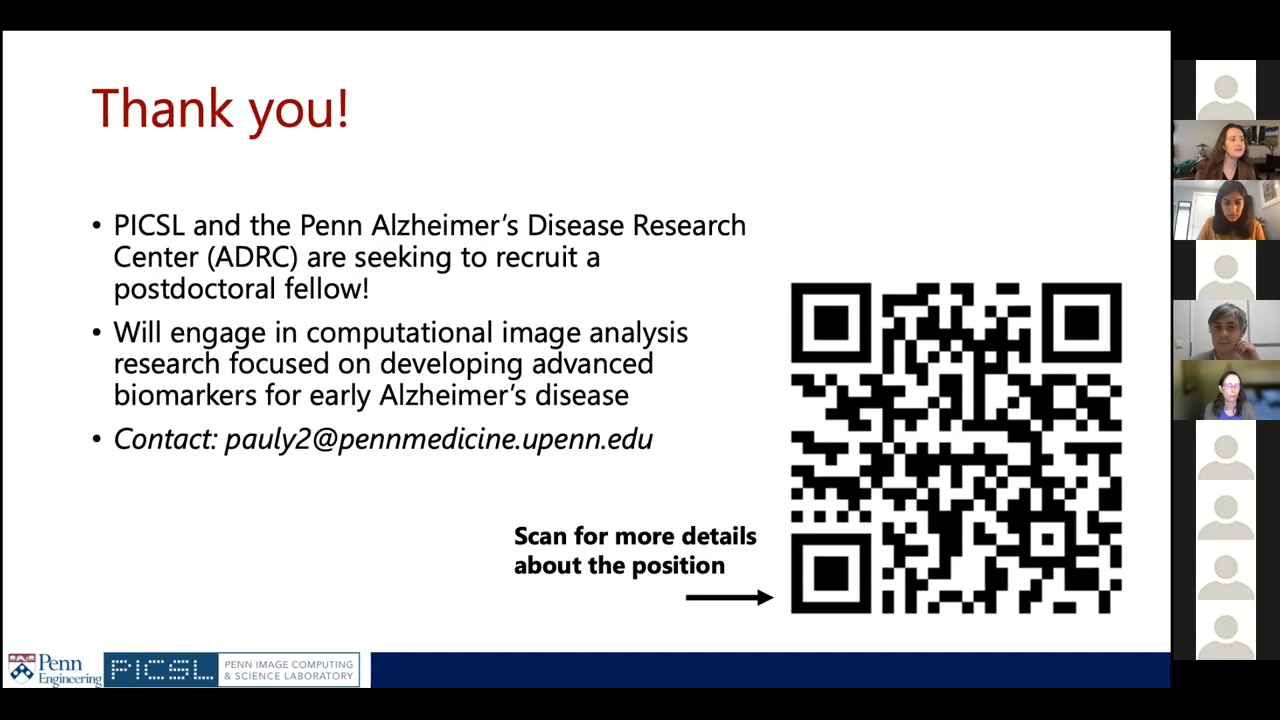 Thank you!
• PICSL and the Penn Alzheimer’s Disease Research
Center (ADRC) are seeking to recruit a
postdoctoral fellow!
• Will engage in computational image analysis
research focused on developing advanced
biomarkers for early Alzheimer’s disease
• Contact: pauly2@pennmedicine.upenn.edu
Scan for more details
about the position
Penn
Engineering
PICSL
PENN IMAGE COMPUTING
& SCIENCE LABORATORY